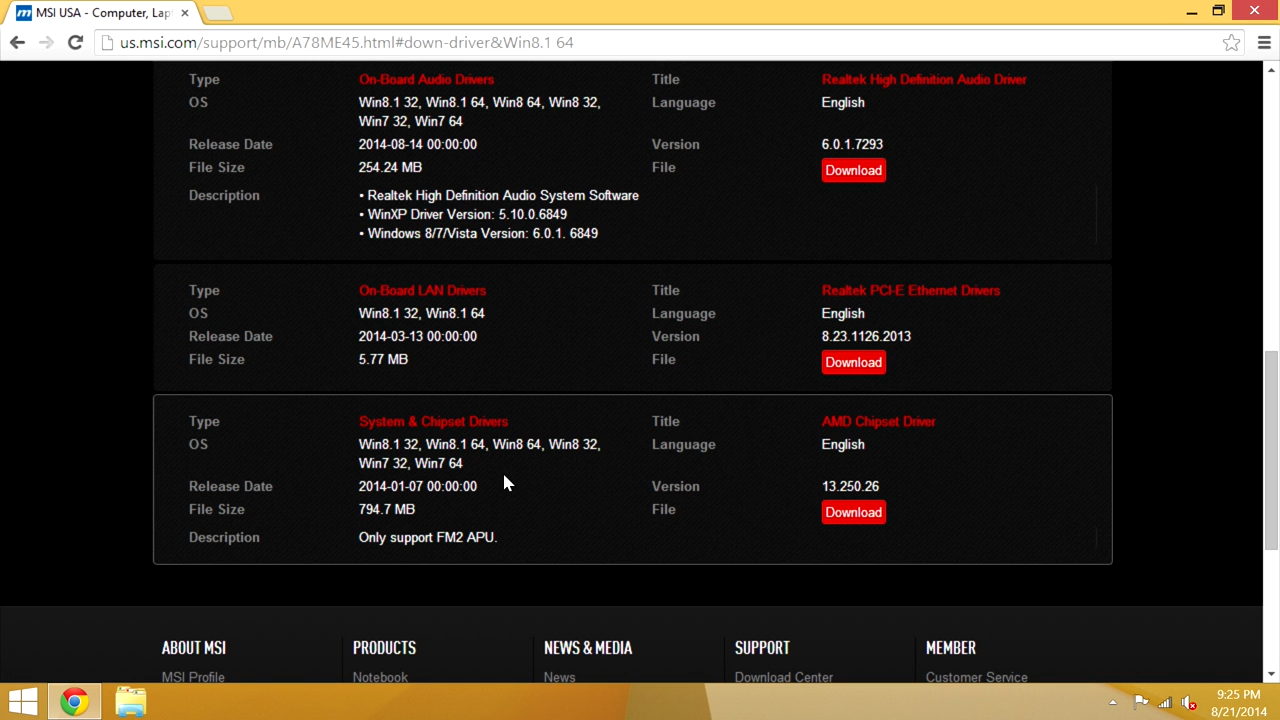 MSI USA - Computer, Lap
us.msi.com/support/mb/A78ME45.html#down-driver&Win8.1 64
Type On-Board Audio Drivers Title Realtek High Definition Audio Driver
OS Win8.1 32, Win8.1 64, Win8 64, Win8 32, Language English
Win7 32, Win7 64
Release Date 2014-08-14 00:00:00 Version 6.0.1.7293
File Size 254.24 MB File Download
Description • Realtek High Definition Audio System Software
• WinXP Driver Version: 5.10.0.6849
• Windows 8/7/Vista Version: 6.0.1. 6849
Type On-Board LAN Drivers Title Realtek PCI-E Ethernet Drivers
OS Win8.1 32, Win8.1 64 Language English
Release Date 2014-03-13 00:00:00 Version 8.23.1126.2013
File Size 5.77 MB File Download
Type System & Chipset Drivers Title AMD Chipset Driver
OS Win8.1 32, Win8.1 64, Win8 64, Win8 32, Language English
Win7 32, Win7 64
Release Date 2014-01-07 00:00:00 Version 13.250.26
File Size 794.7 MB File Download
Description Only support FM2 APU.
ABOUT MSI PRODUCTS NEWS & MEDIA SUPPORT MEMBER
MSI Profile Notebook News Download Center Customer Service
9:25 PM
8/21/2014